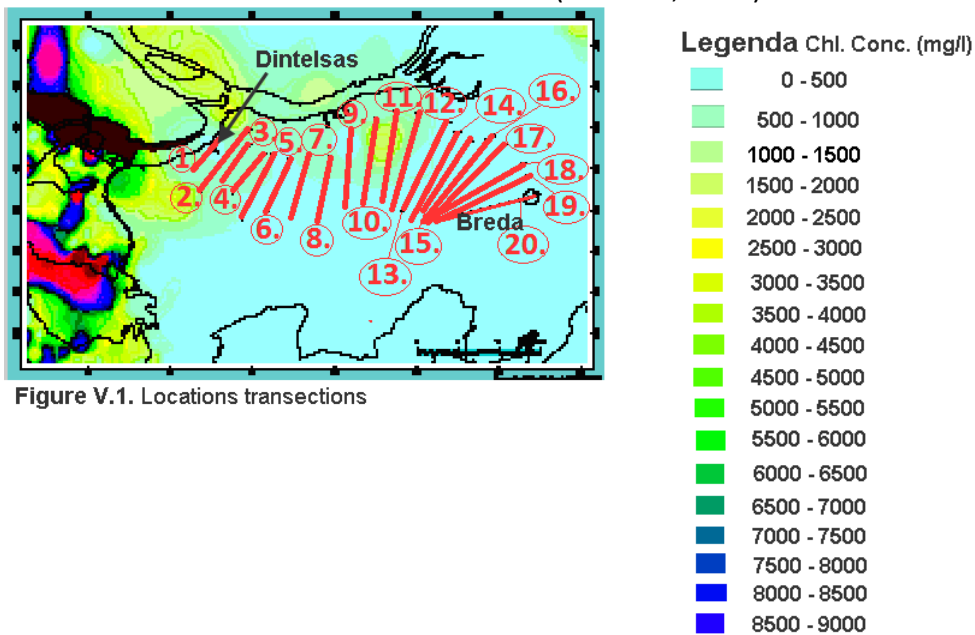 Dintelsas
1.
2.
3.
4.
5.
6.
7.
8.
9.
10.
11.
12.
13.
14.
15.
16.
17.
18.
19.
20.
Breda
Figure V.1. Locations transections
Legenda Chl. Conc. (mg/l)
0 - 500
500 - 1000
1000 - 1500
1500 - 2000
2000 - 2500
2500 - 3000
3000 - 3500
3500 - 4000
4000 - 4500
4500 - 5000
5000 - 5500
5500 - 6000
6000 - 6500
6500 - 7000
7000 - 7500
7500 - 8000
8000 - 8500
8500 - 9000